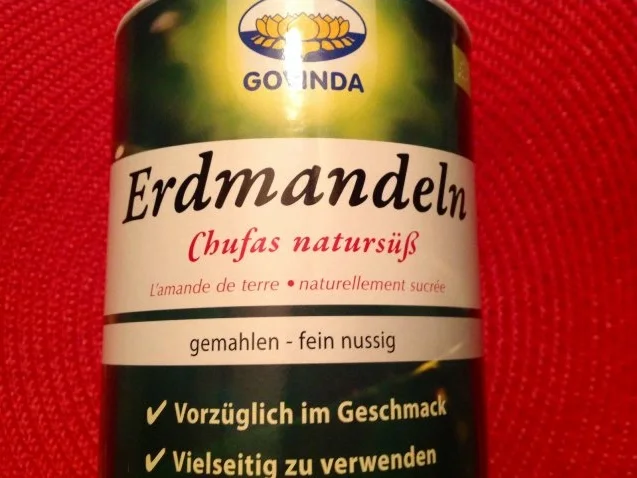 GOVINDA
Erdmandeln
Chufas natursüß
L'amande de terre • naturellement sucrée
gemahlen - fein nussig
✓ Vorzüglich im Geschmack
✓ Vielseitig zu verwenden